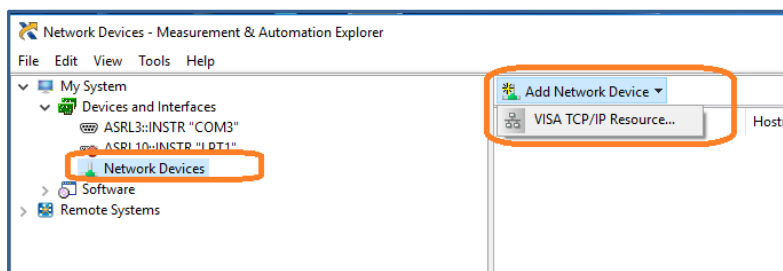 Network Devices - Measurement & Automation Explorer
File Edit View Tools Help
My System
Devices and Interfaces
ASRL3::INSTR "COM3"
ASRL10::INSTR "LPT1"
Network Devices
Software
Remote Systems
Add Network Device
VISA TCP/IP Resource...